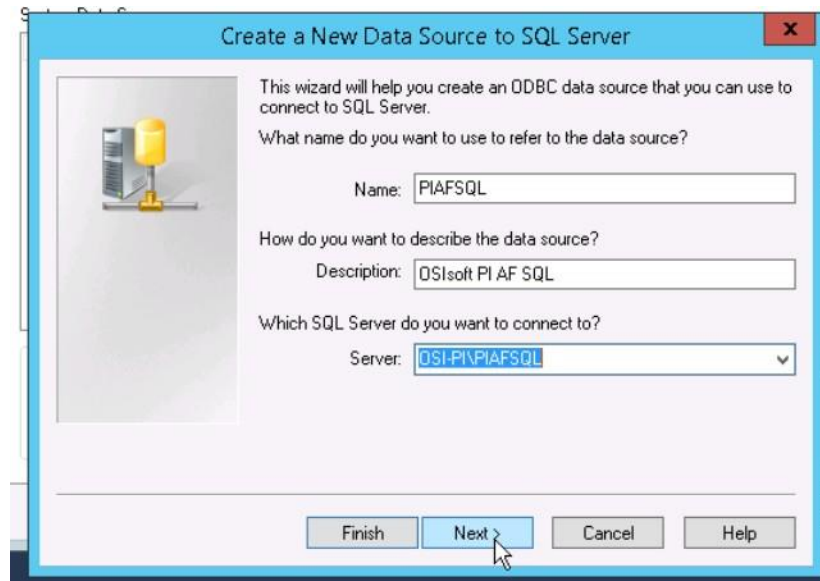 Create a New Data Source to SQL Server
x
This wizard will help you create an ODBC data source that you can use to
connect to SQL Server.
What name do you want to use to refer to the data source?
Name: PIAFSQL
How do you want to describe the data source?
Description: OSIsoft PI AF SQL
Which SQL Server do you want to connect to?
Server: OSI-PI\PIAFSQL
Finish Next > Cancel Help